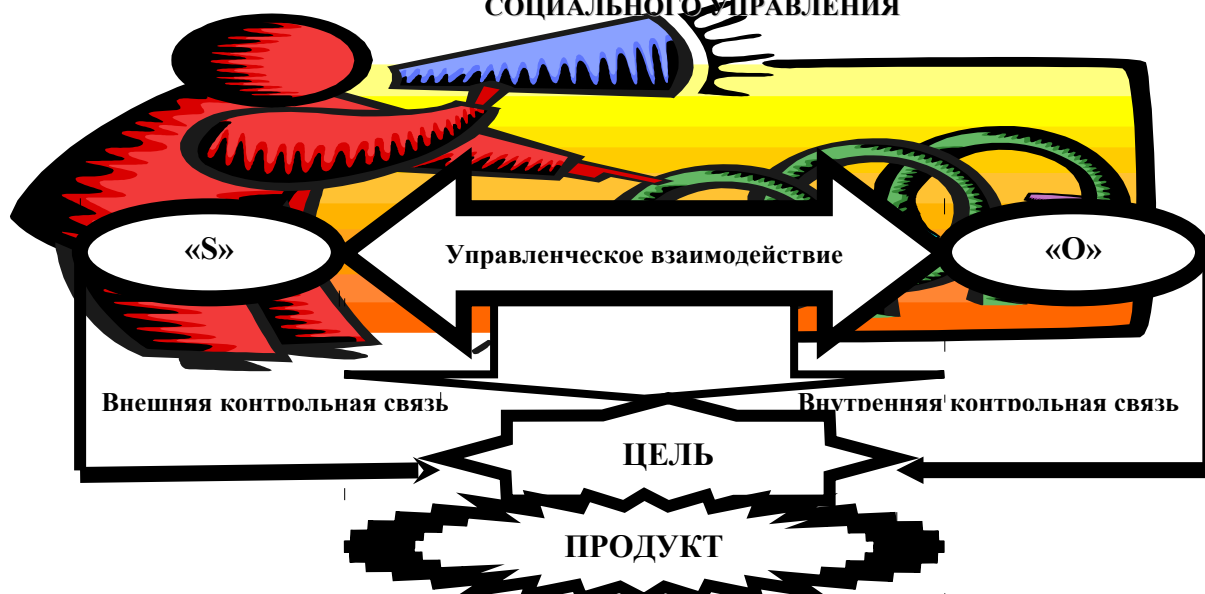 СОЦИАЛЬНОГО УПРАВЛЕНИЯ
«S»
Управленческое взаимодействие
«O»
Внешняя контрольная связь
Внутренняя контрольная связь
ЦЕЛЬ
ПРОДУКТ